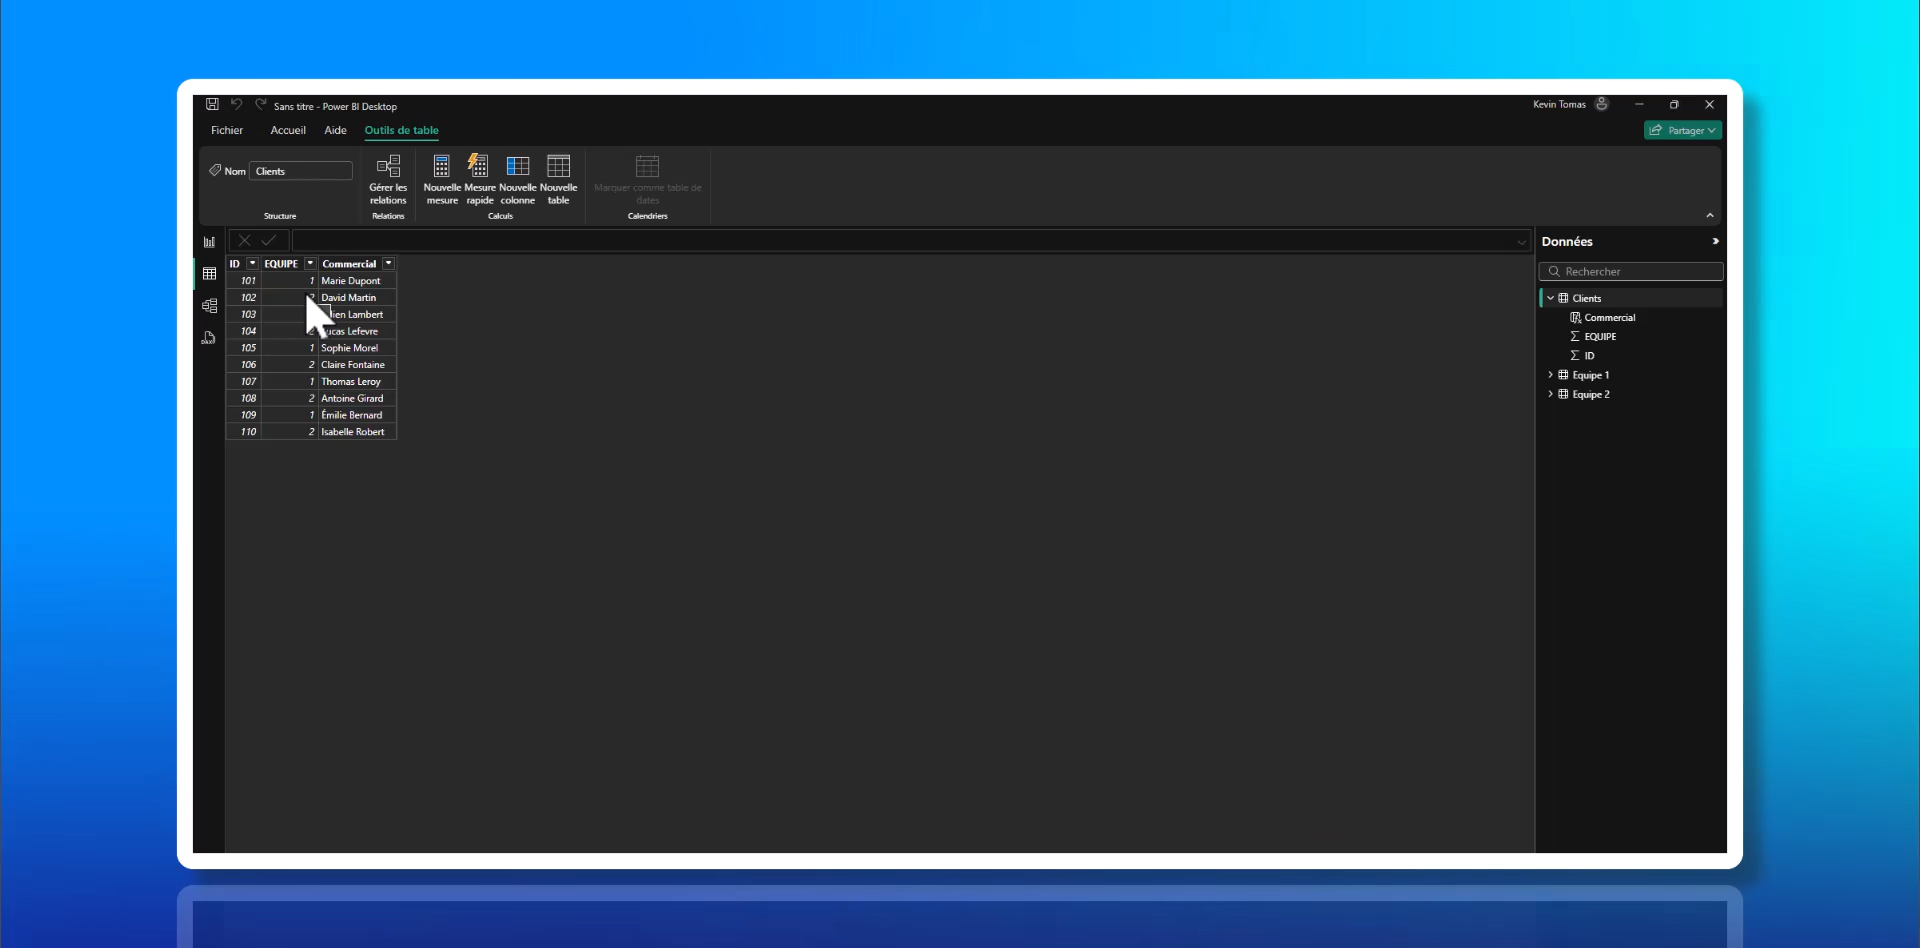 Sans titre - Power BI Desktop
Kevin Tomas
Fichier Accueil Aide Outils de table
Partager
Nom Clients
Gérer les relations
Nouvelle mesure
Mesure rapide
Nouvelle colonne
Nouvelle table
Marquer comme table de dates
Structure Relations Calculs Calendriers
Données
Rechercher
Clients
Commercial
EQUIPE
ID
Equipe 1
Equipe 2
ID EQUIPE Commercial
101 1 Marie Dupont
102 2 David Martin
103 Lambert
104 2 Lefevre
105 1 Sophie Morel
106 2 Claire Fontaine
107 1 Thomas Leroy
108 2 Antoine Girard
109 1 Émilie Bernard
110 2 Isabelle Robert